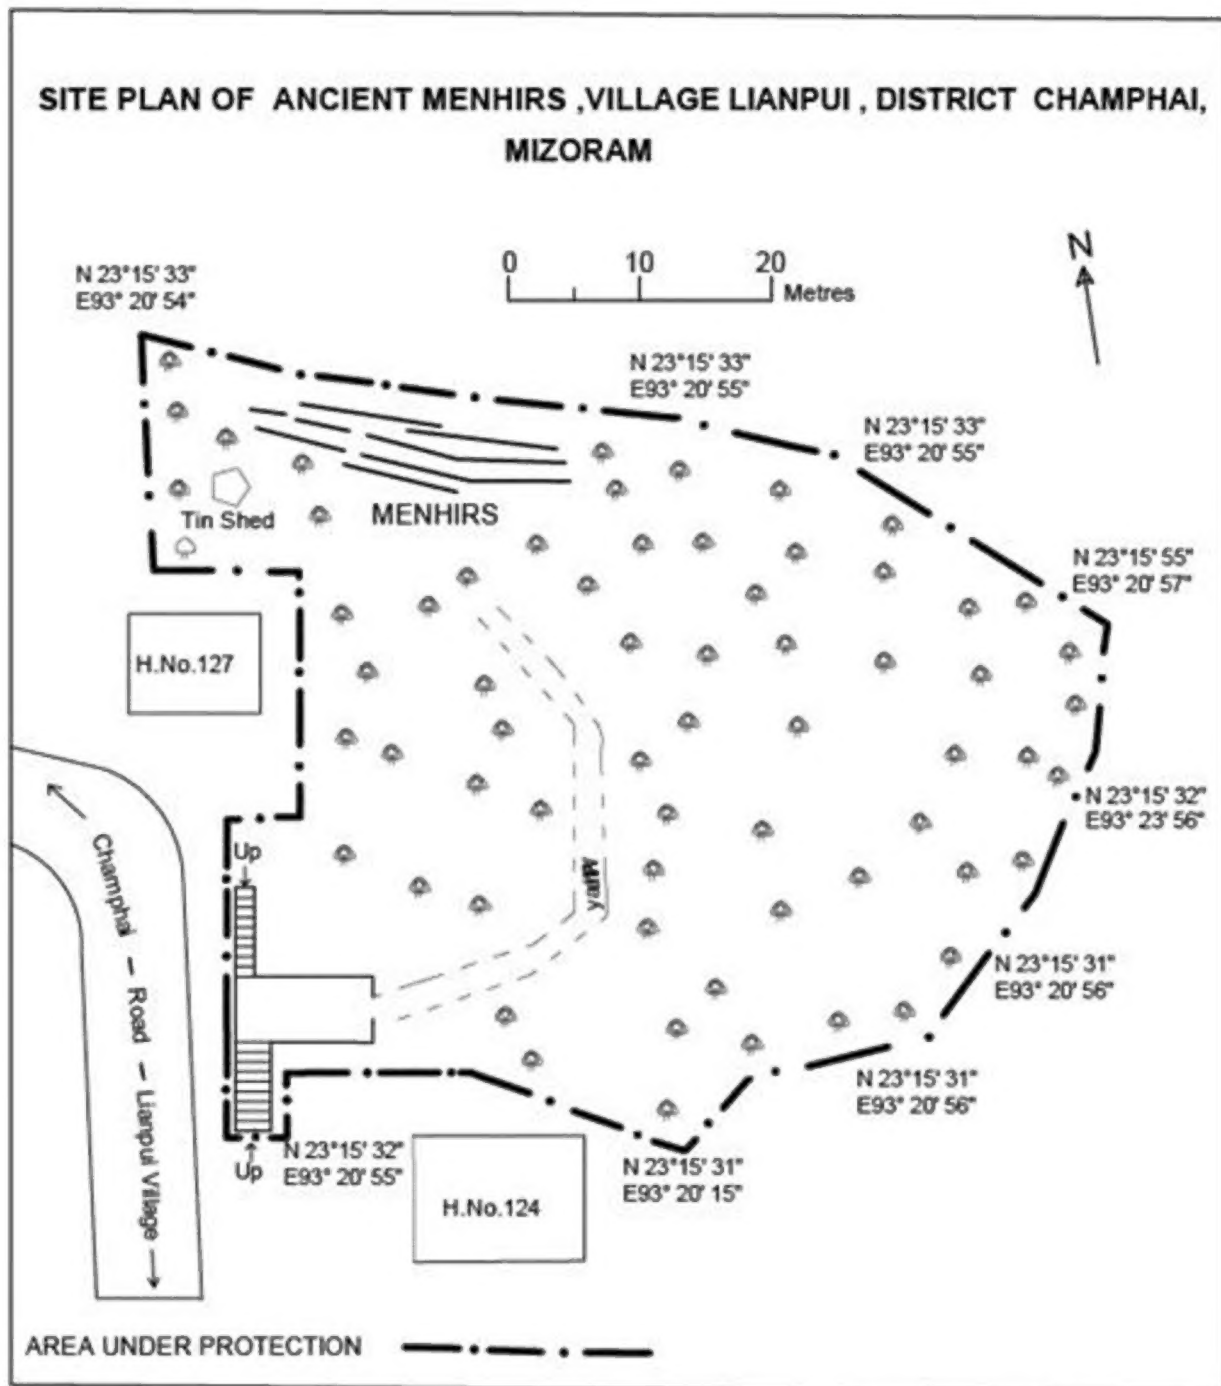 SITE PLAN OF ANCIENT MENHIRS ,VILLAGE LIANPUI , DISTRICT CHAMPHAI,
MIZORAM
N 23°15' 33"
E93° 20' 54"
0 10 20
Metres
N
N 23°15' 33"
E93° 20' 55"
N 23°15' 33"
E93° 20' 55"
MENHIRS
Tin Shed
N 23°15' 55"
E93° 20' 57"
H.No.127
N 23°15' 32"
E93° 23' 56"
Up
Champhai – Road – Lianpui Village
N 23°15' 31"
E93° 20' 56"
N 23°15' 31"
E93° 20' 56"
Up
N 23°15' 32"
E93° 20' 55"
N 23°15' 31"
E93° 20' 15"
H.No.124
AREA UNDER PROTECTION